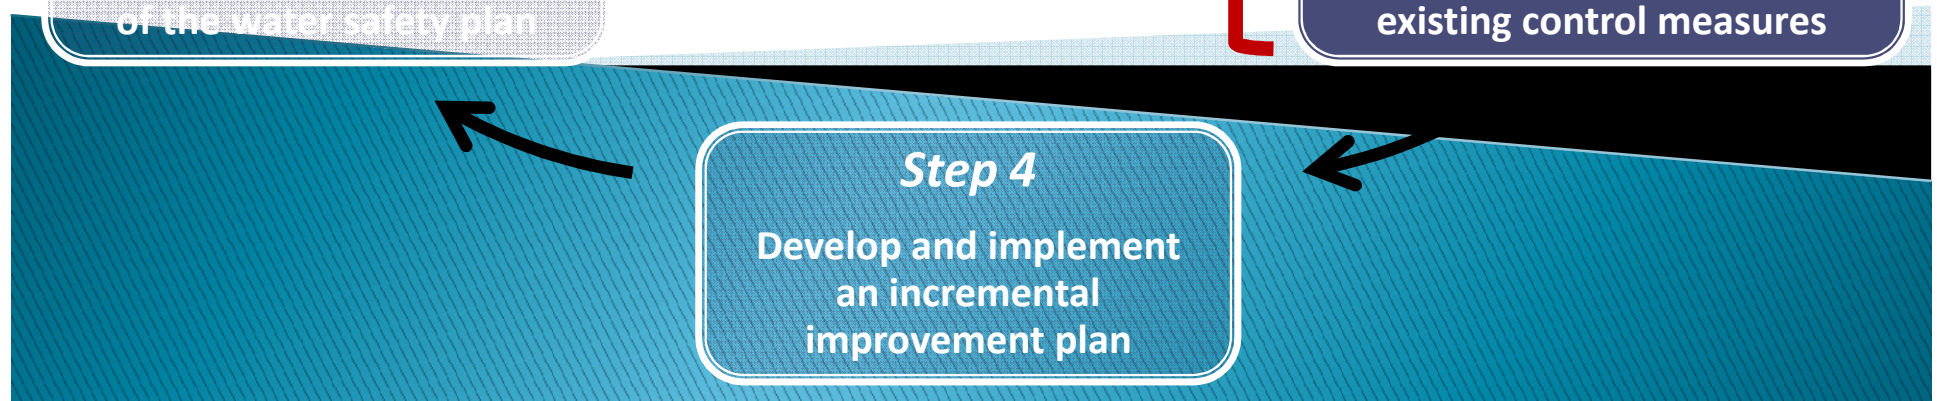 of the water safety plan
existing control measures
Step 4
Develop and implement
an incremental
improvement plan